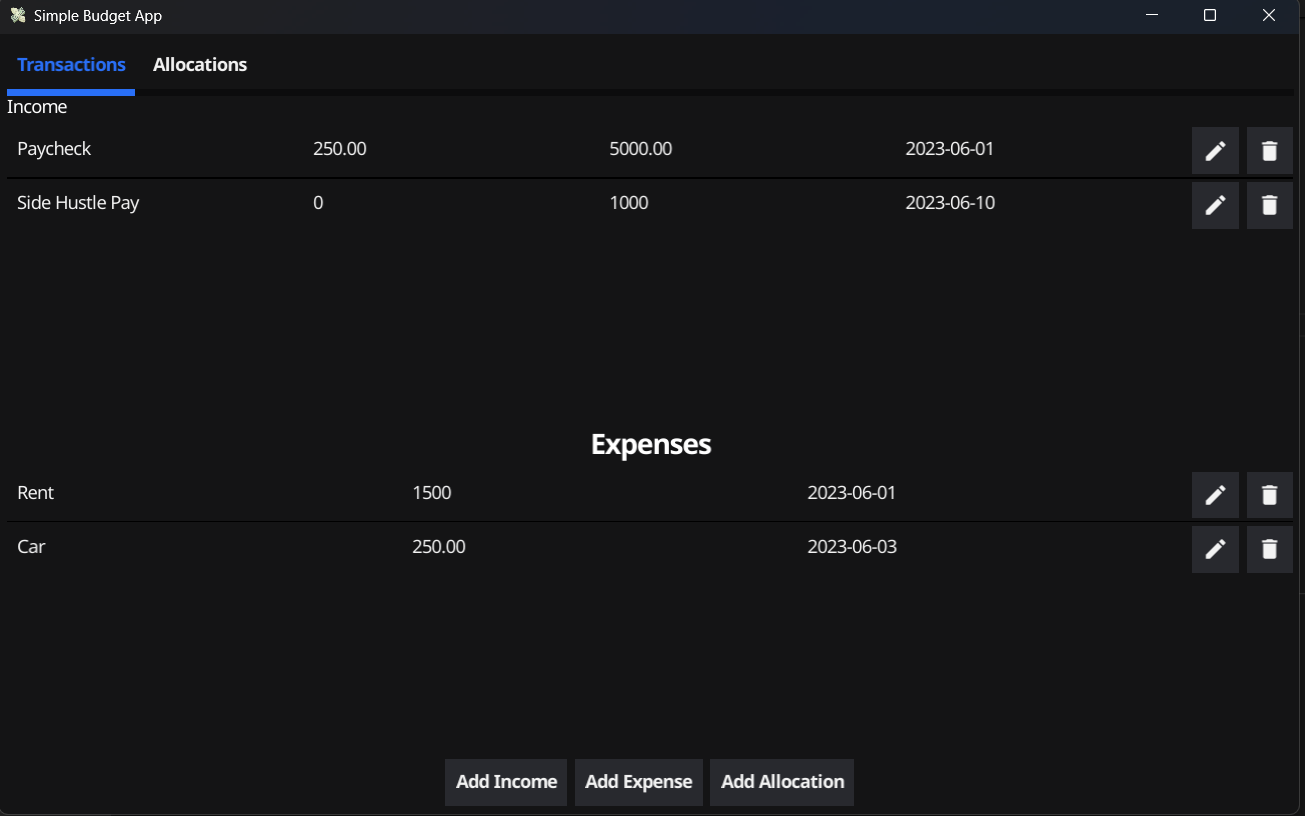 Simple Budget App
Transactions Allocations
Income
Paycheck 250.00 5000.00 2023-06-01
Side Hustle Pay 0 1000 2023-06-10
Expenses
Rent 1500 2023-06-01
Car 250.00 2023-06-03
Add Income Add Expense Add Allocation